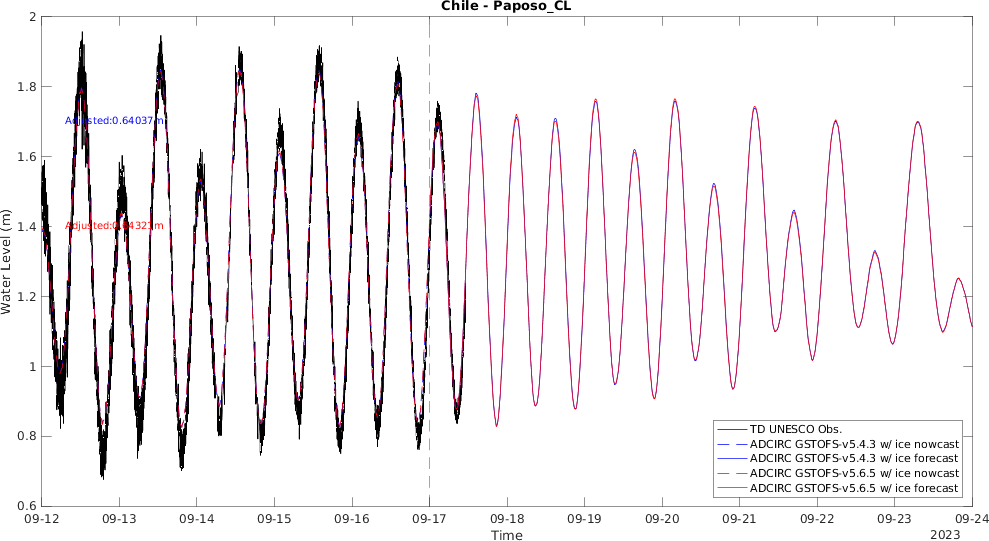 Chile - Paposo_CL
2
1.8
1.6
1.4
1.2
1
0.8
0.6
Water Level (m)
Adjusted:0.64037m
TD UNESCO Obs.
ADCIRC GSTOFS-v5.4.3 w/ ice nowcast
ADCIRC GSTOFS-v5.4.3 w/ ice forecast
ADCIRC GSTOFS-v5.6.5 w/ ice nowcast
ADCIRC GSTOFS-v5.6.5 w/ ice forecast
09-12 09-13 09-14 09-15 09-16 09-17 09-18 09-19 09-20 09-21 09-22 09-23 09-24
Time
2023